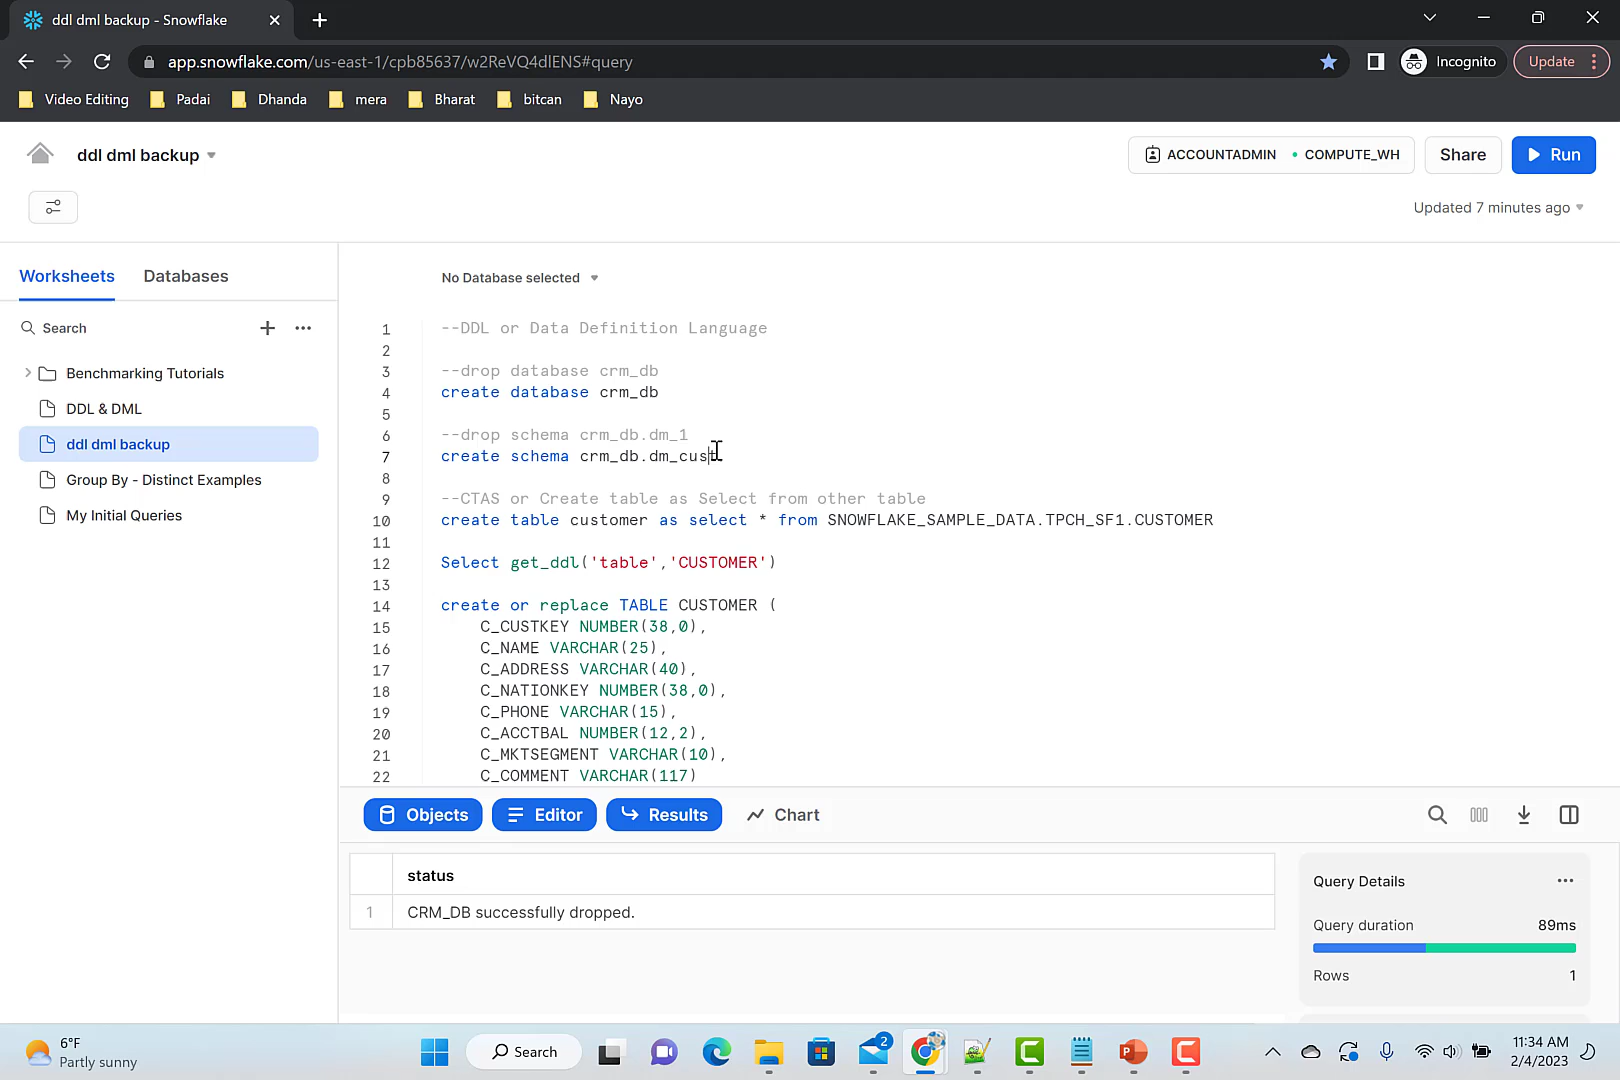 ddl dml backup - Snowflake
app.snowflake.com/us-east-1/cpb85637/w2ReVQ4dlENS#query
Incognito
Update
Video Editing
Padai
Dhanda
mera
Bharat
bitcan
Nayo
ddl dml backup
ACCOUNTADMIN
COMPUTE_WH
Share
Run
Updated 7 minutes ago
Worksheets
Databases
No Database selected
Search
Benchmarking Tutorials
DDL & DML
ddl dml backup
Group By - Distinct Examples
My Initial Queries
1 --DDL or Data Definition Language
2
3 --drop database crm_db
4 create database crm_db
5
6 --drop schema crm_db.dm_1
7 create schema crm_db.dm_cust
8
9 --CTAS or Create table as Select from other table
10 create table customer as select * from SNOWFLAKE_SAMPLE_DATA.TPCH_SF1.CUSTOMER
11
12 Select get_ddl('table','CUSTOMER')
13
14 create or replace TABLE CUSTOMER (
15 C_CUSTKEY NUMBER(38,0),
16 C_NAME VARCHAR(25),
17 C_ADDRESS VARCHAR(40),
18 C_NATIONKEY NUMBER(38,0),
19 C_PHONE VARCHAR(15),
20 C_ACCTBAL NUMBER(12,2),
21 C_MKTSEGMENT VARCHAR(10),
22 C_COMMENT VARCHAR(117)
Objects
Editor
Results
Chart
status
1 CRM_DB successfully dropped.
Query Details
Query duration 89ms
Rows 1
6°F
Partly sunny
Search
2
11:34 AM
2/4/2023